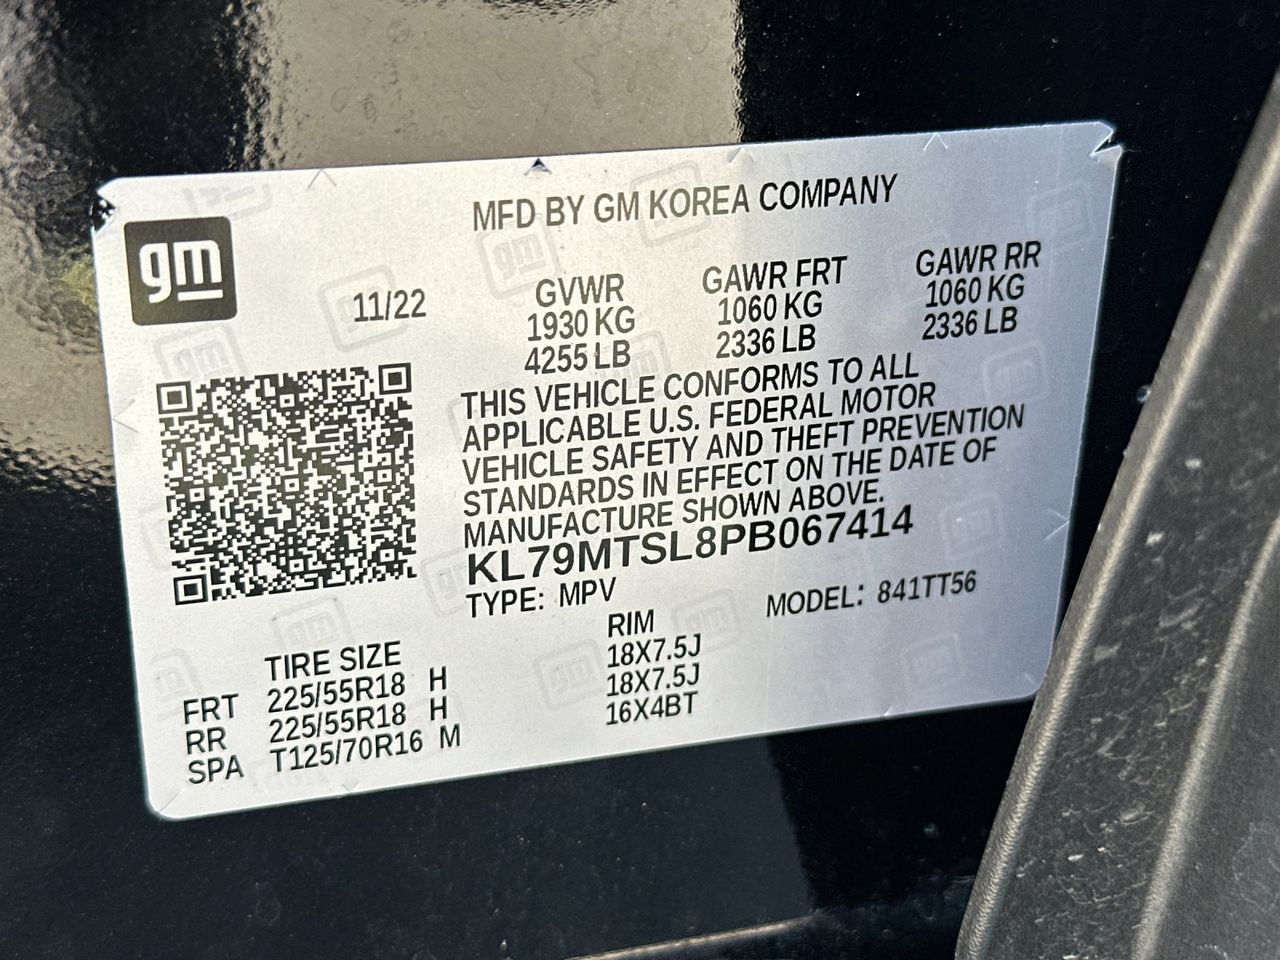 gm
MFD BY GM KOREA COMPANY
11/22
GVWR GAWR FRT GAWR RR
1930 KG 1060 KG 1060 KG
4255 LB 2336 LB 2336 LB
THIS VEHICLE CONFORMS TO ALL
APPLICABLE U.S. FEDERAL MOTOR
VEHICLE SAFETY AND THEFT PREVENTION
STANDARDS IN EFFECT ON THE DATE OF
MANUFACTURE SHOWN ABOVE.
KL79MTSL8PB067414
TYPE: MPV MODEL: 841TT56
TIRE SIZE RIM
FRT 225/55R18 H 18X7.5J
RR 225/55R18 H 18X7.5J
SPA T125/70R16 M 16X4BT